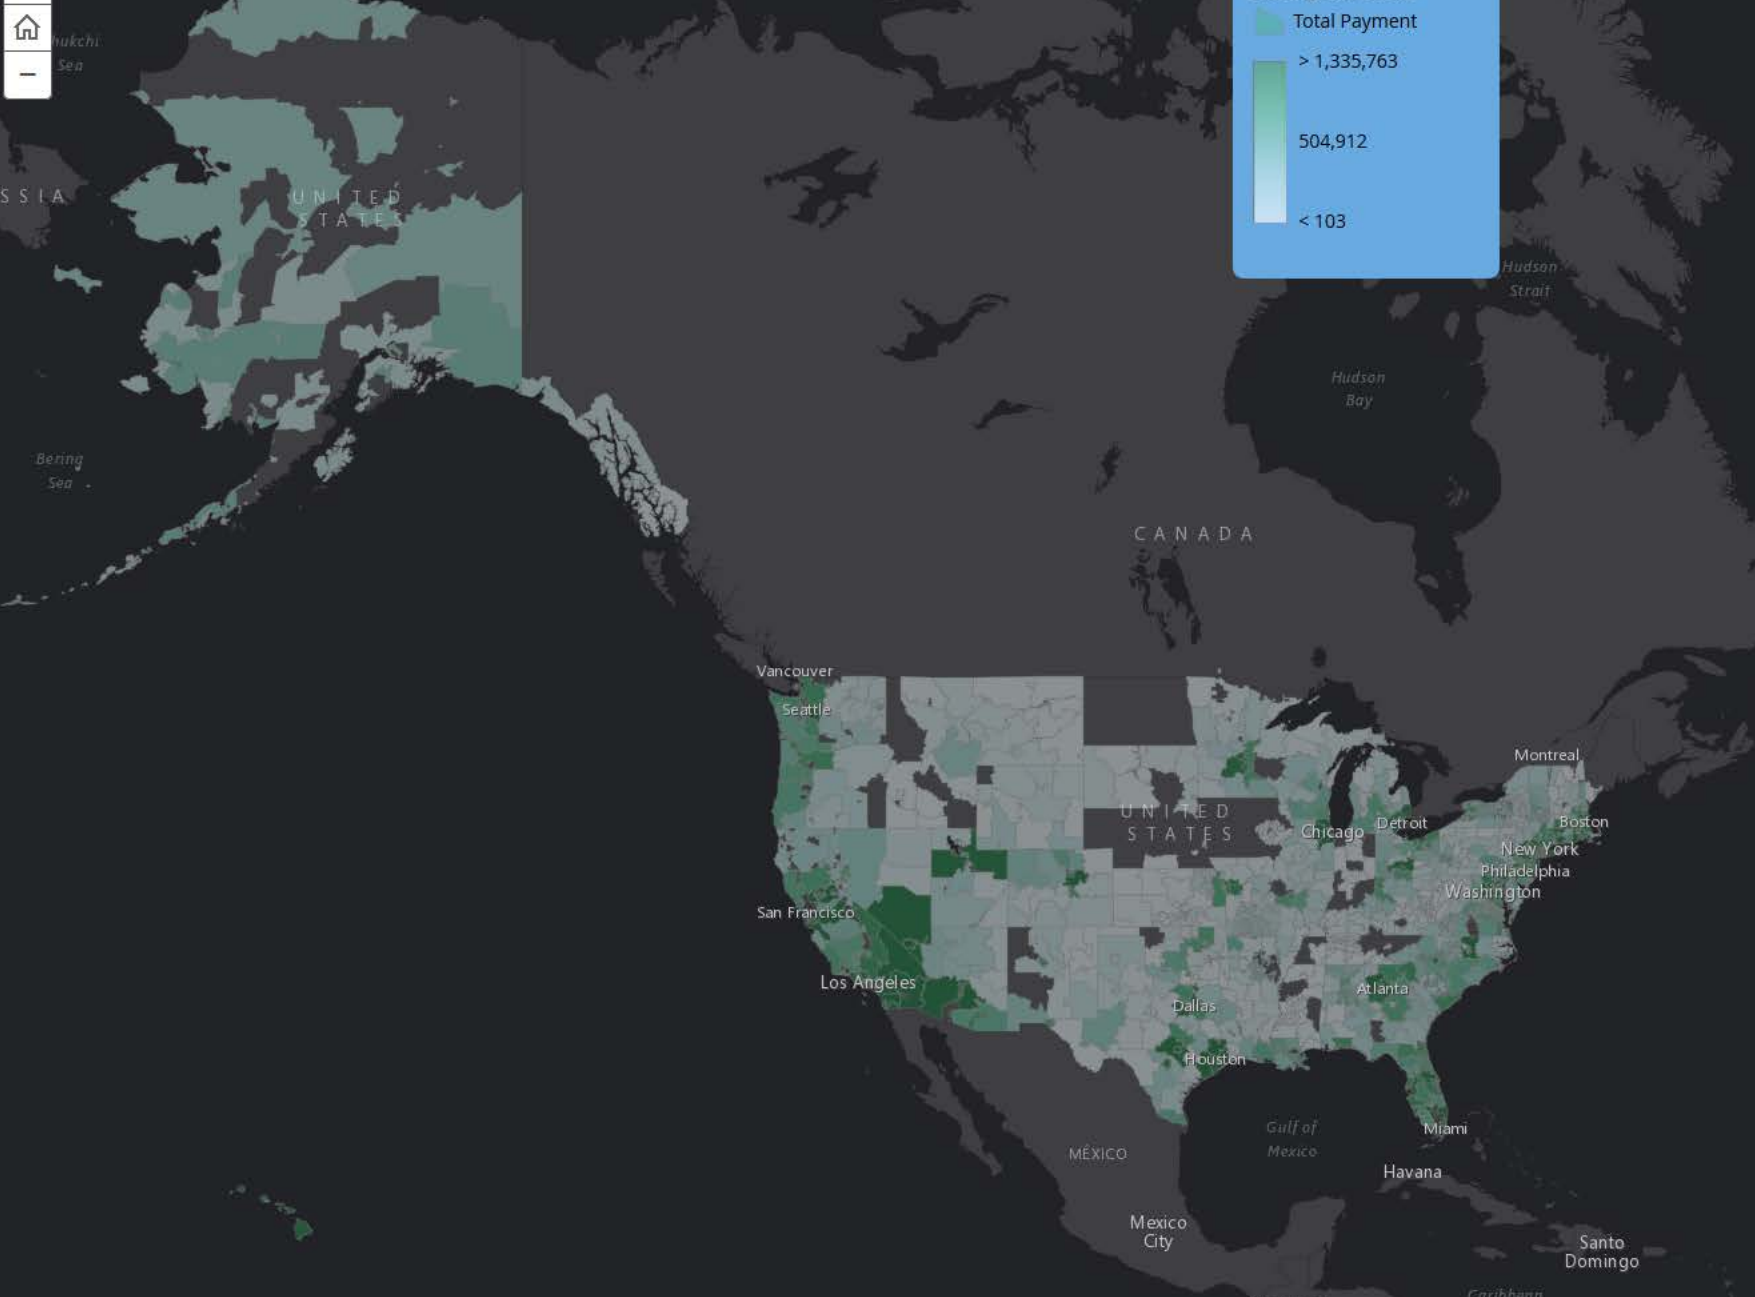 Total Payment
> 1,335,763
504,912
< 103
Sea
S S I A
UNITED
STATES
Hudson
Strait
Hudson
Bay
Bering
Sea
CANADA
Vancouver
Seattle
Montreal
UNITED
STATES
Chicago
Detroit
Boston
New York
Philadelphia
Washington
San Francisco
Los Angeles
Atlanta
Dallas
Houston
Miami
Gulf of
Mexico
MÉXICO
Havana
Mexico
City
Santo
Domingo